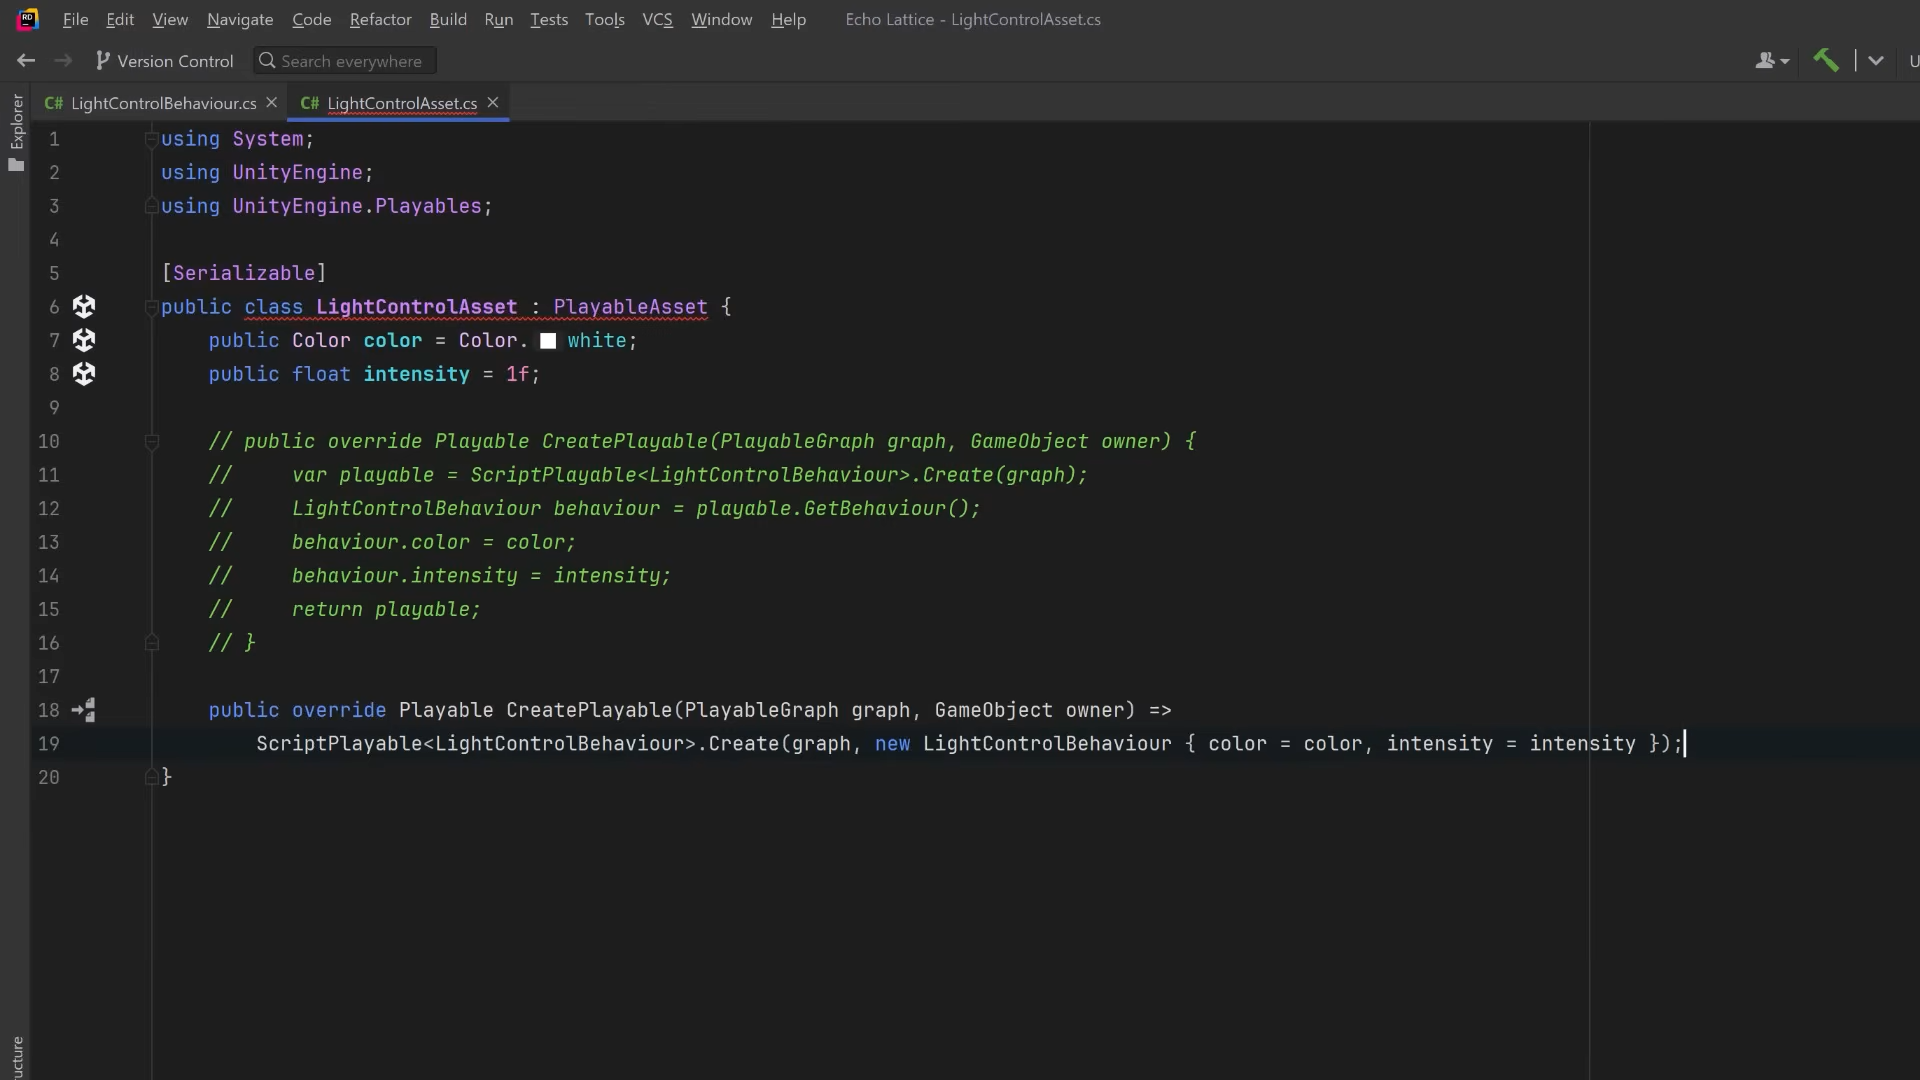 File Edit View Navigate Code Refactor Build Run Tests Tools VCS Window Help Echo Lattice - LightControlAsset.cs
Version Control Search everywhere U
Explorer
C# LightControlBehaviour.cs C# LightControlAsset.cs
1 using System;
2 using UnityEngine;
3 using UnityEngine.Playables;
4
5 [Serializable]
6 public class LightControlAsset : PlayableAsset {
7 public Color color = Color. white;
8 public float intensity = 1f;
9
10 // public override Playable CreatePlayable(PlayableGraph graph, GameObject owner) {
11 // var playable = ScriptPlayable<LightControlBehaviour>.Create(graph);
12 // LightControlBehaviour behaviour = playable.GetBehaviour();
13 // behaviour.color = color;
14 // behaviour.intensity = intensity;
15 // return playable;
16 // }
17
18 public override Playable CreatePlayable(PlayableGraph graph, GameObject owner) =>
19 ScriptPlayable<LightControlBehaviour>.Create(graph, new LightControlBehaviour { color = color, intensity = intensity });
20 }
ucture